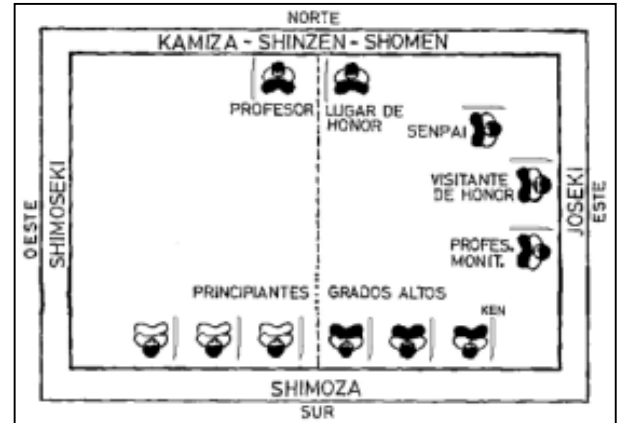 NORTE
KAMIZA - SHINZEN - SHOMEN
PROFESOR
LUGAR DE
HONOR
SENPAI
VISITANTE
DE HONOR
PROFES.
MONIT.
OESTE
SHIMOSEKI
JOSEKI
ESTE
PRINCIPIANTES
GRADOS ALTOS
KEN
SHIMOZA
SUR